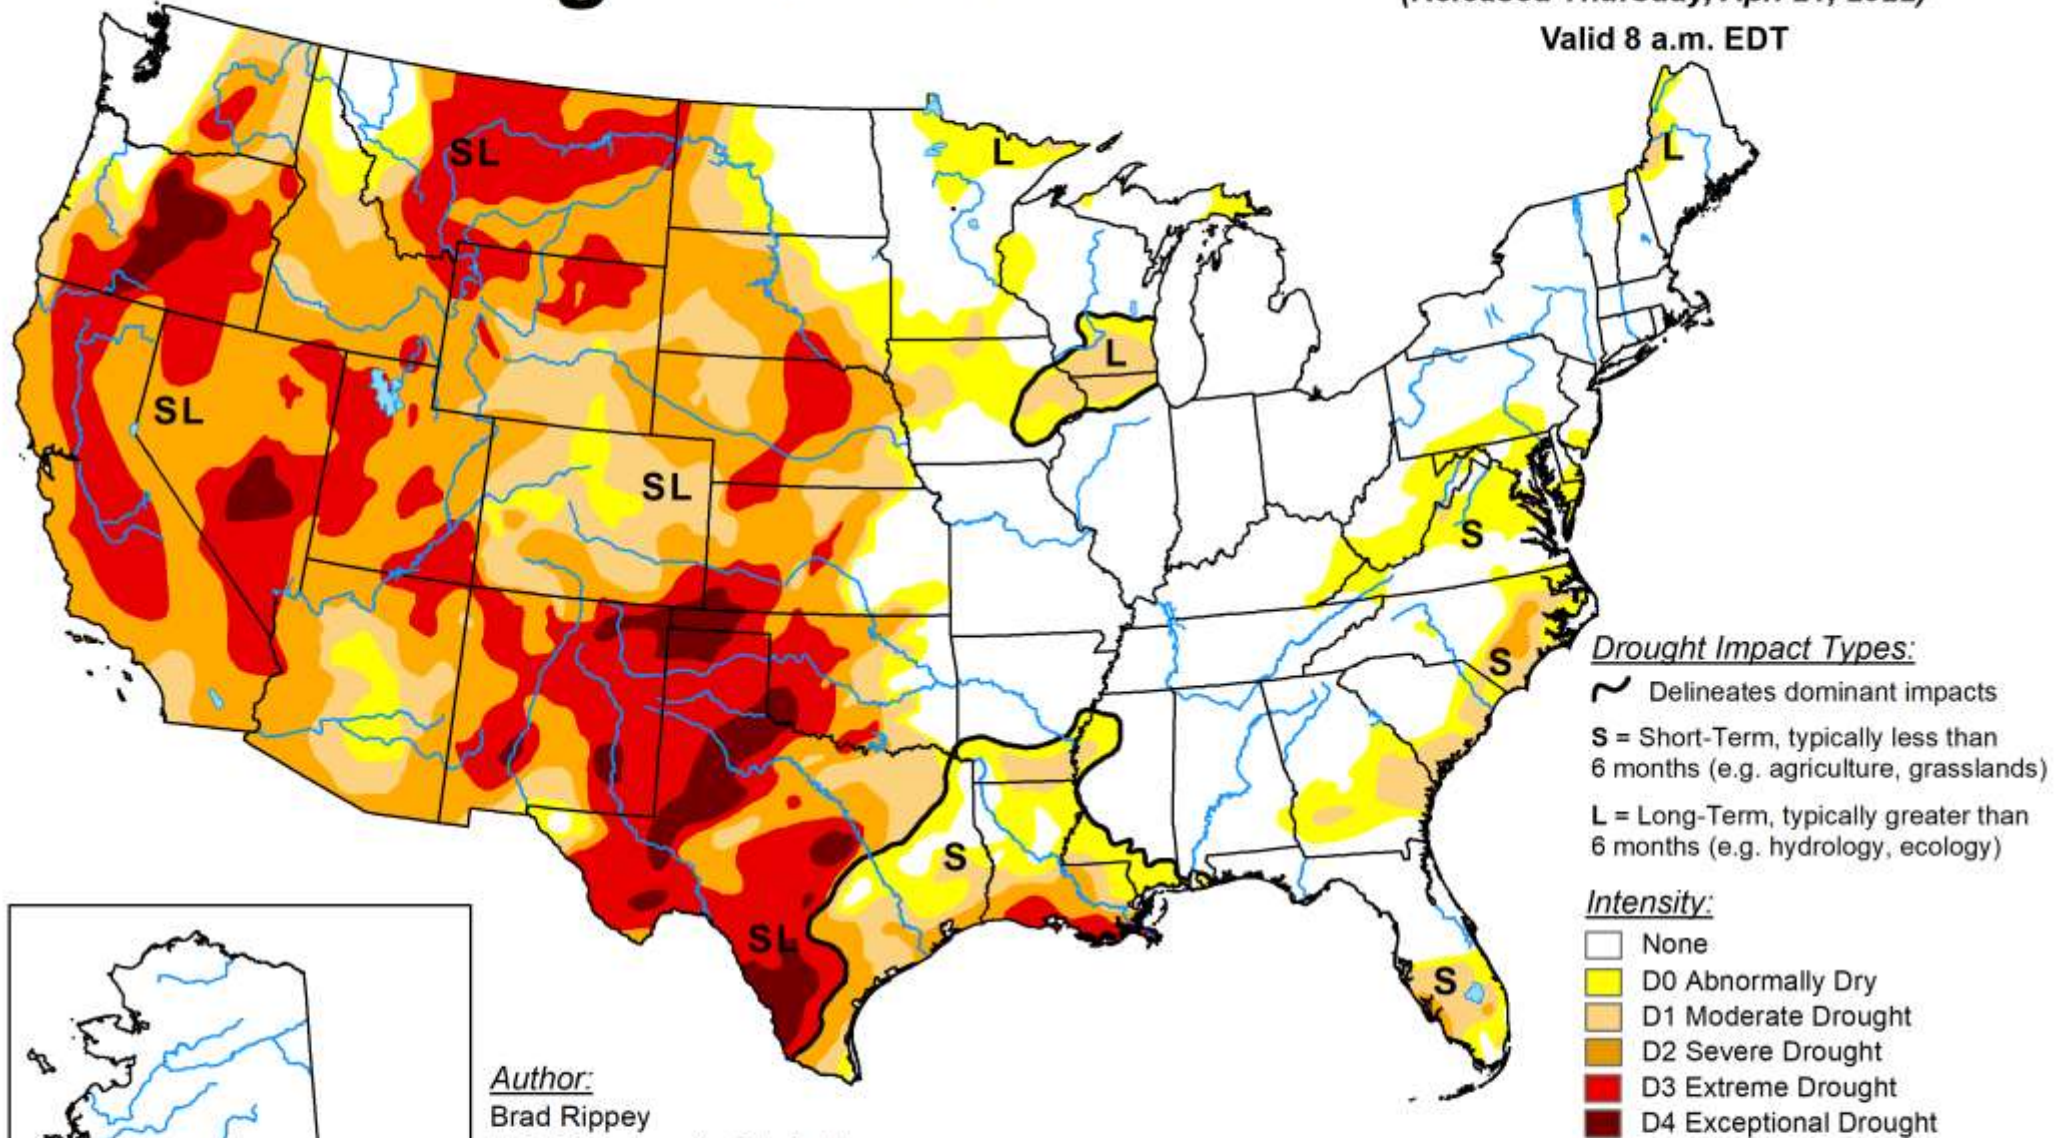 Valid 8 a.m. EDT
SL
L
L
L
SL
SL
S
S
S
SL
S
Drought Impact Types:
Delineates dominant impacts
S = Short-Term, typically less than
6 months (e.g. agriculture, grasslands)
L = Long-Term, typically greater than
6 months (e.g. hydrology, ecology)
Intensity:
None
D0 Abnormally Dry
D1 Moderate Drought
D2 Severe Drought
D3 Extreme Drought
D4 Exceptional Drought
Author:
Brad Rippey